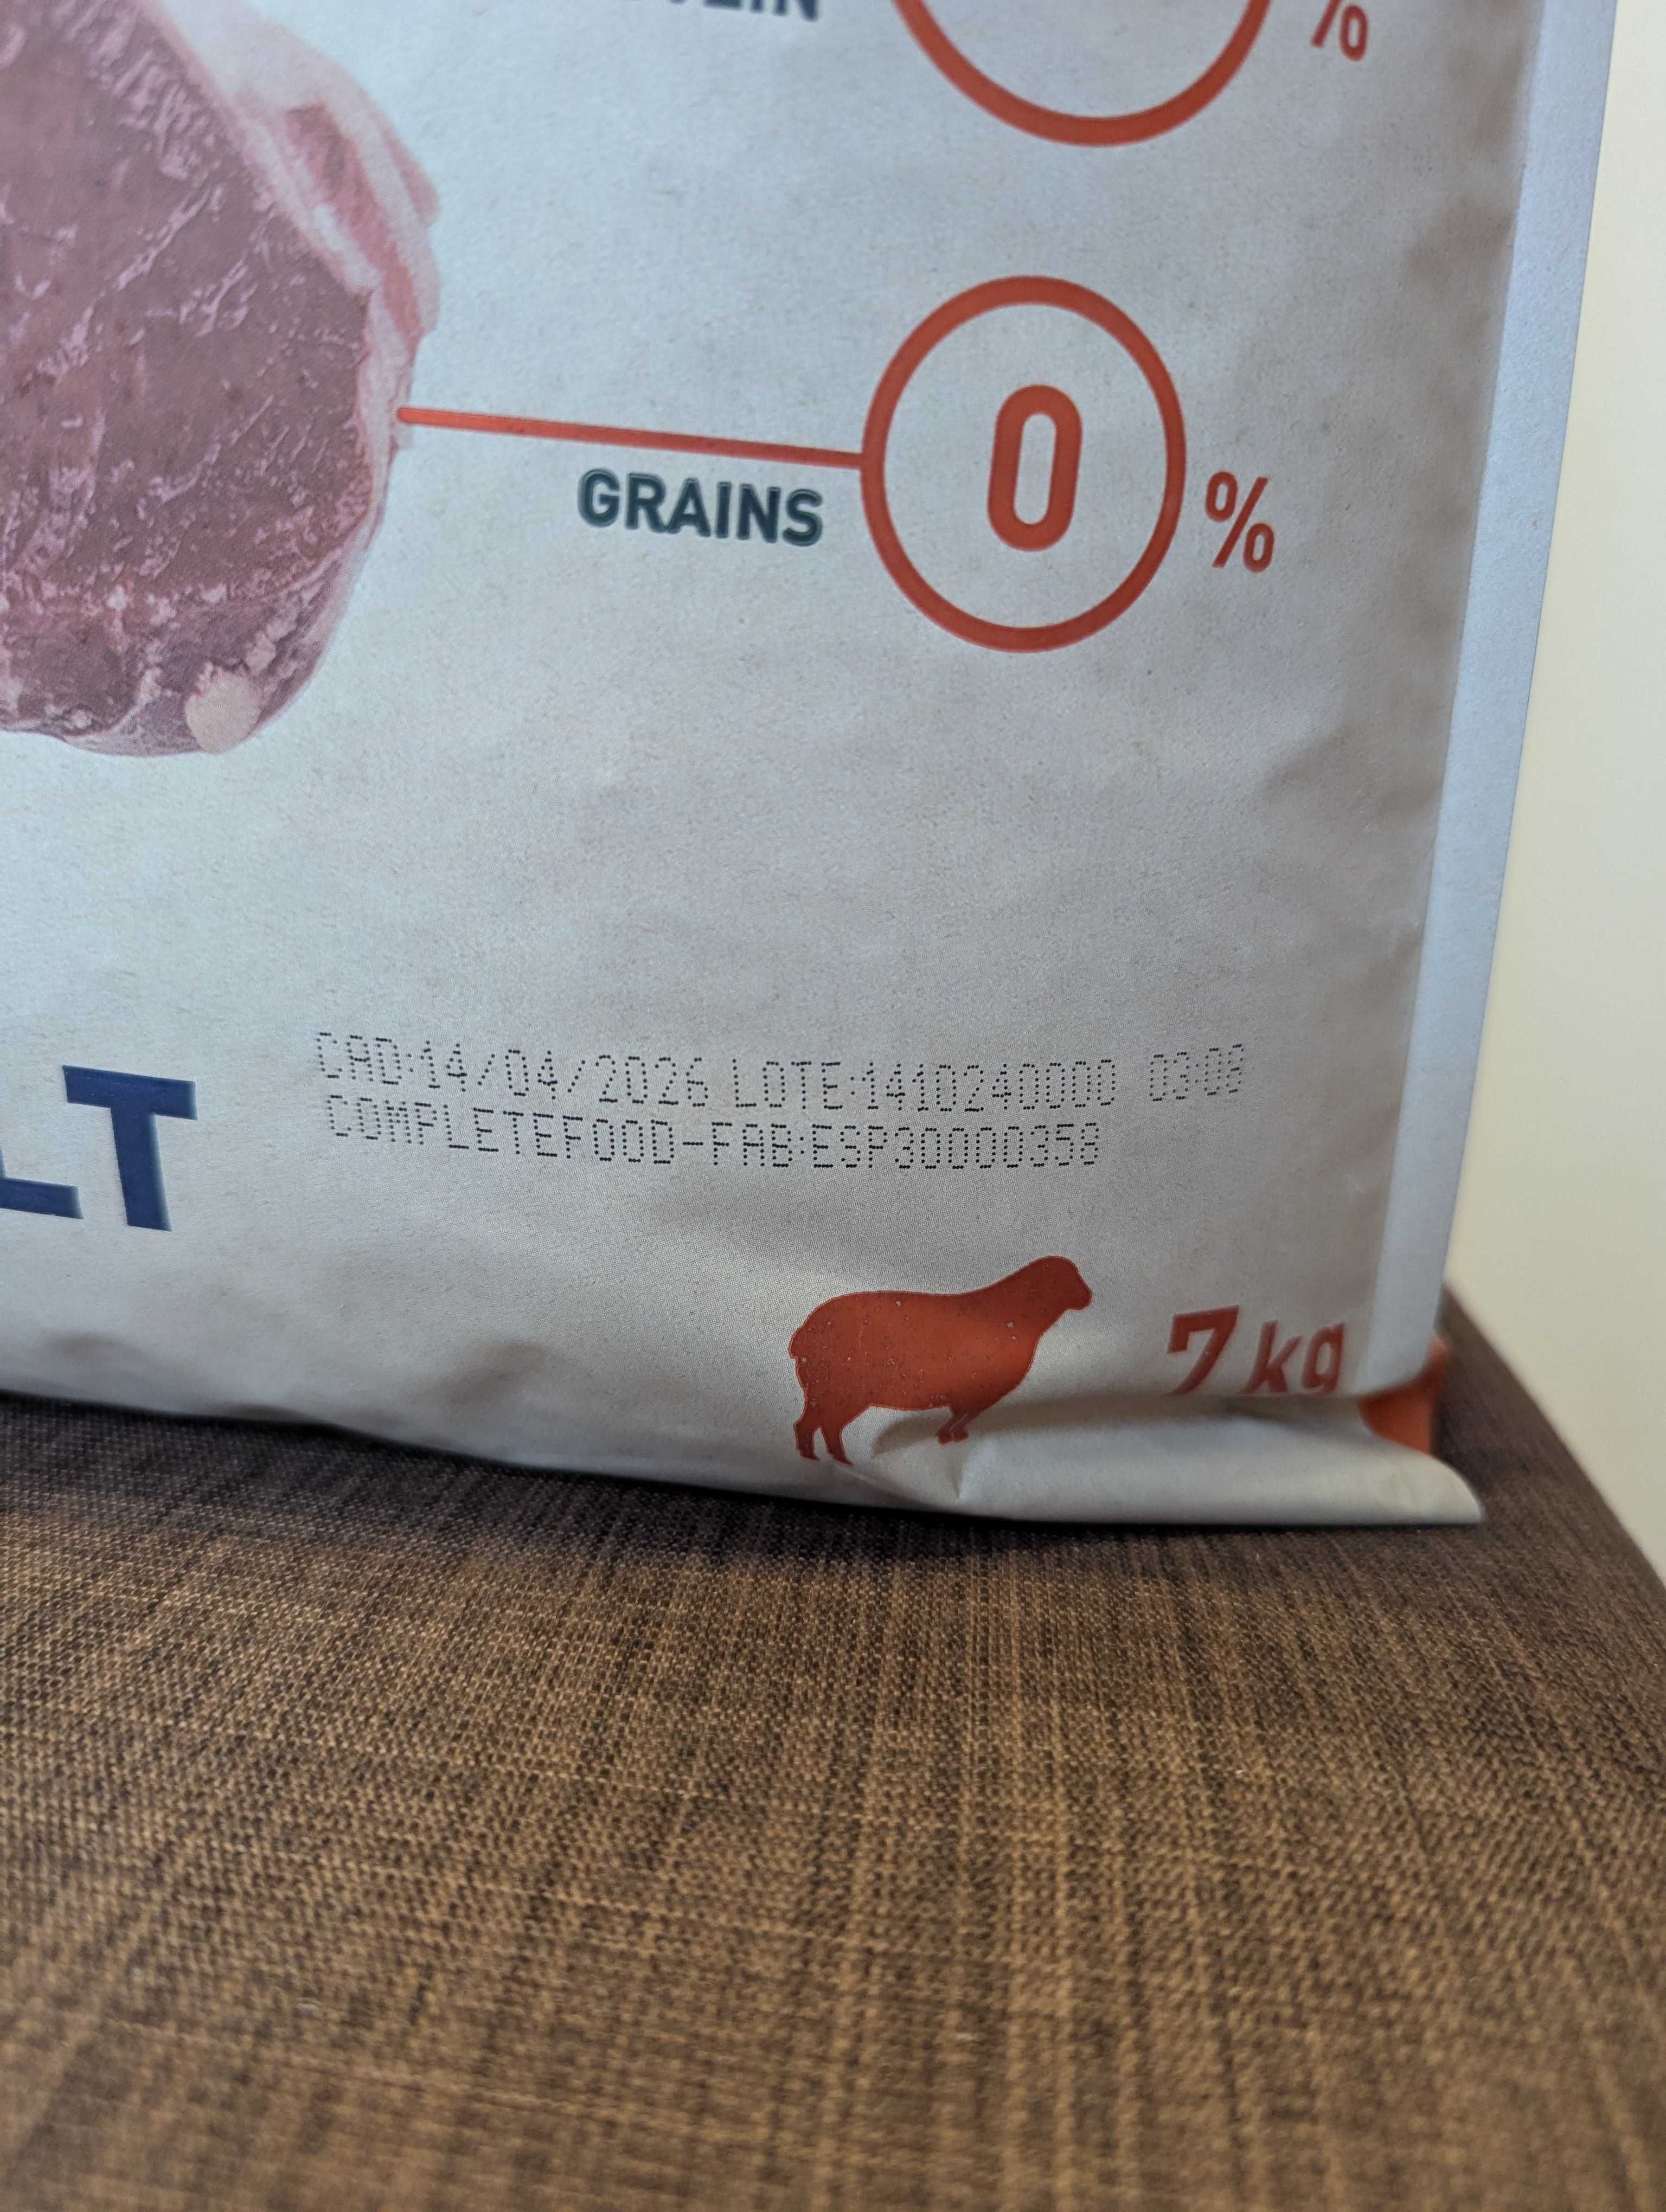 %
GRAINS
0
%
LT
CAD:14/04/2026 LOTE:1410240000 03:08
COMPLETEFOOD-FAB:ESP30000358
7 kg